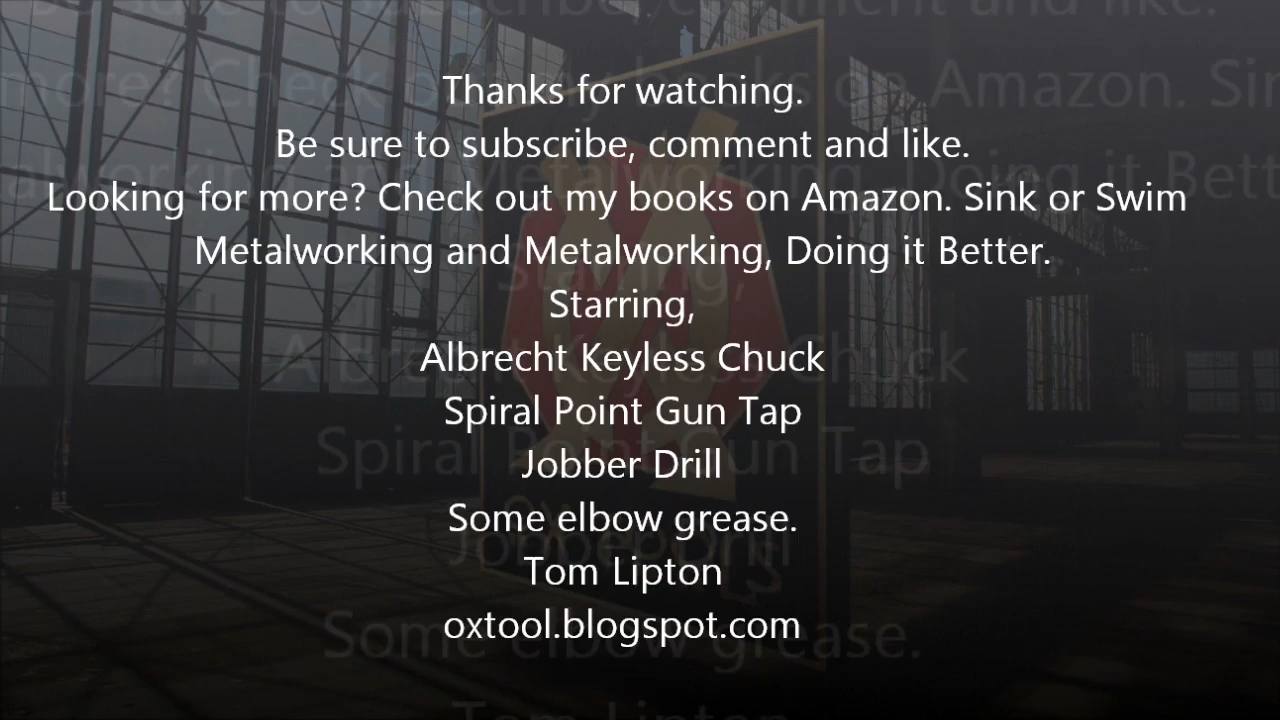 Thanks for watching.
Be sure to subscribe, comment and like.
Looking for more? Check out my books on Amazon. Sink or Swim
Metalworking and Metalworking, Doing it Better.
Starring,
Albrecht Keyless Chuck
Spiral Point Gun Tap
Jobber Drill
Some elbow grease.
Tom Lipton
oxtool.blogspot.com